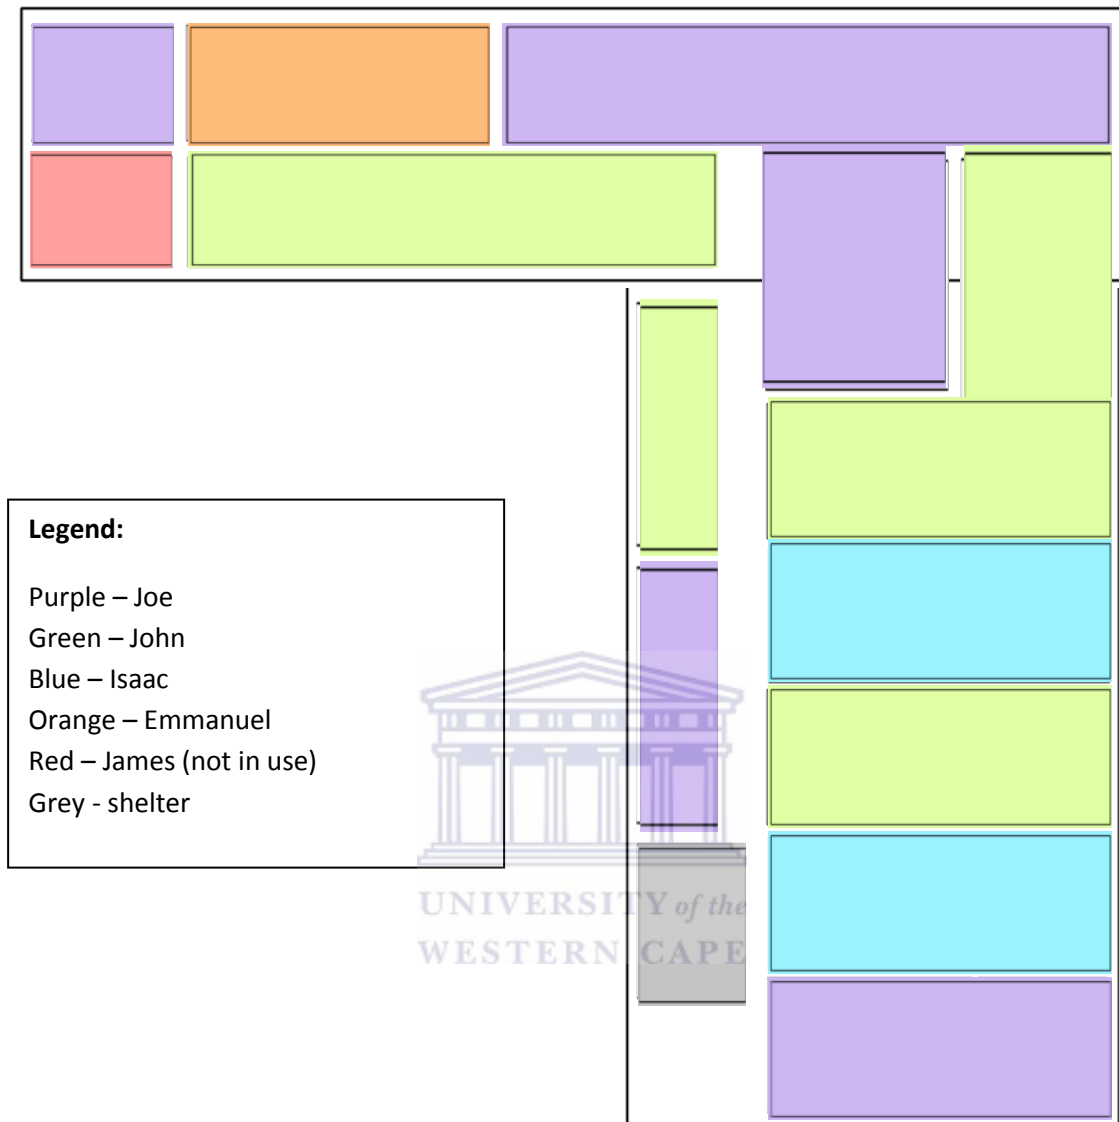 Legend:
Purple – Joe
Green – John
Blue – Isaac
Orange – Emmanuel
Red – James (not in use)
Grey - shelter
UNIVERSITY of the
WESTERN CAPE